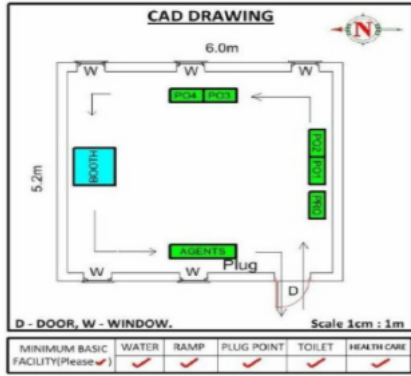 CAD DRAWING
6.0m
N
W W W
PO4 PO3
5.2m
BOOTH
PO2
PO1
PRO
AGENTS
Plug
W W
D
D - DOOR, W - WINDOW.
Scale 1cm : 1m
MINIMUM BASIC WATER RAMP PLUG POINT TOILET HEALTH CARE
FACILITY(Please✓) ✓ ✓ ✓ ✓ ✓